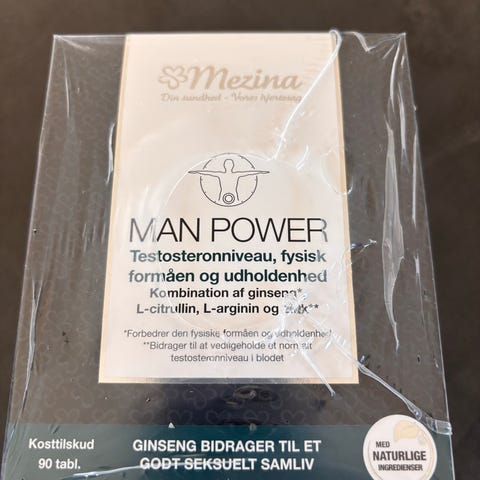 Mezina
Din sundhed - Vores hjertesag
MAN POWER
Testosteronniveau, fysisk
formåen og udholdenhed
Kombination af ginseng*,
L-citrullin, L-arginin og zink**
*Forbedrer den fysiske formåen og udholdenhed
**Bidrager til at vedligeholde et normalt
testosteronniveau i blodet
Kosttilskud
90 tabl.
GINSENG BIDRAGER TIL ET
GODT SEKSUELT SAMLIV
MED
NATURLIGE
INGREDIENSER